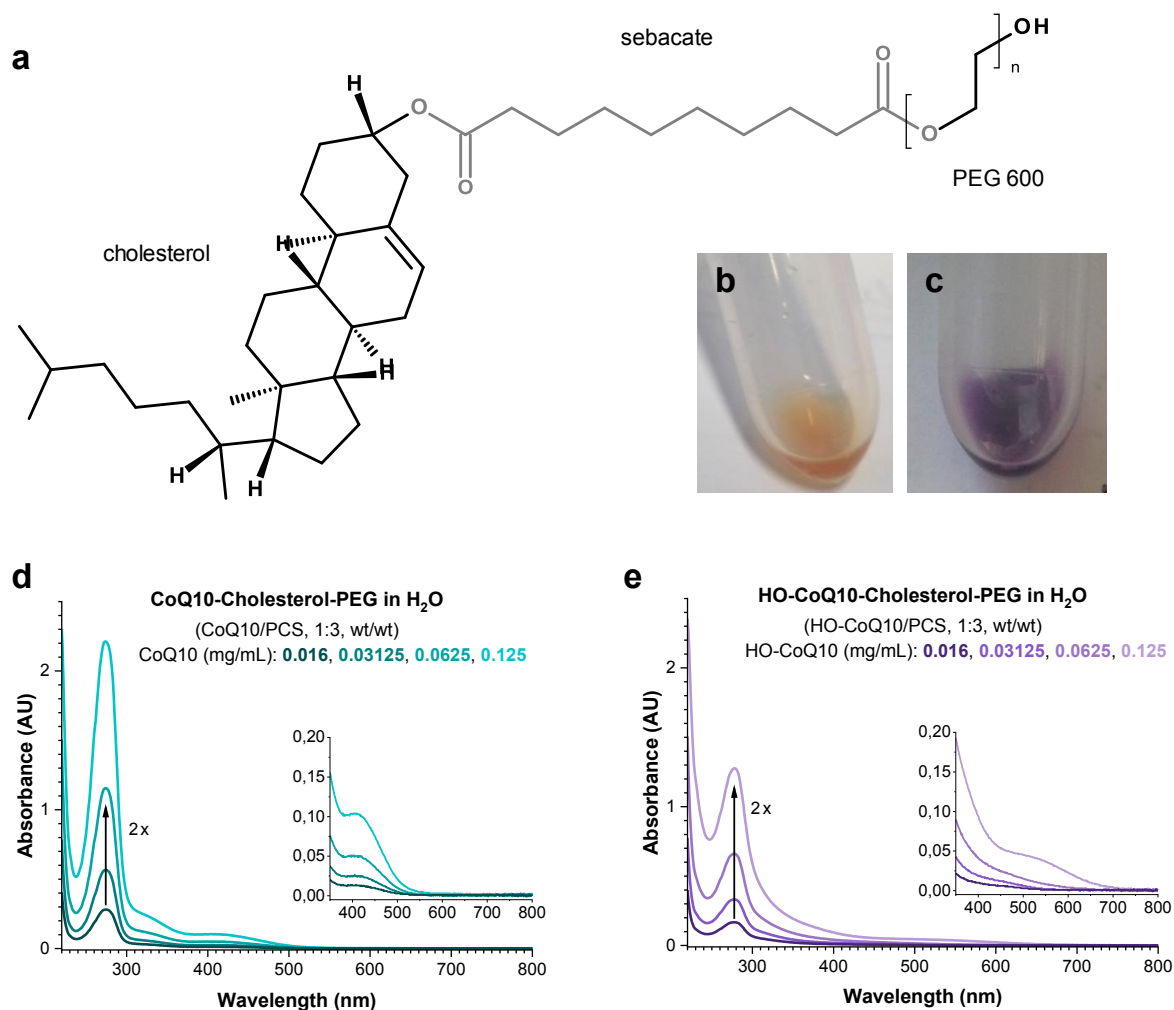 a
sebacate
OH
n
H
O
O
O
O
PEG 600
cholesterol
H
H
H
H
H
b
c
d
CoQ10-Cholesterol-PEG in H₂O
(CoQ10/PCS, 1:3, wt/wt)
CoQ10 (mg/mL): 0.016, 0.03125, 0.0625, 0.125
2x
Absorbance (AU)
2
1
0
300 400 500 600 700 800
Wavelength (nm)
0,20
0,15
0,10
0,05
0,00
400 500 600 700 800
e
HO-CoQ10-Cholesterol-PEG in H₂O
(HO-CoQ10/PCS, 1:3, wt/wt)
HO-CoQ10 (mg/mL): 0.016, 0.03125, 0.0625, 0.125
2x
Absorbance (AU)
2
1
0
300 400 500 600 700 800
Wavelength (nm)
0,20
0,15
0,10
0,05
0,00
400 500 600 700 800